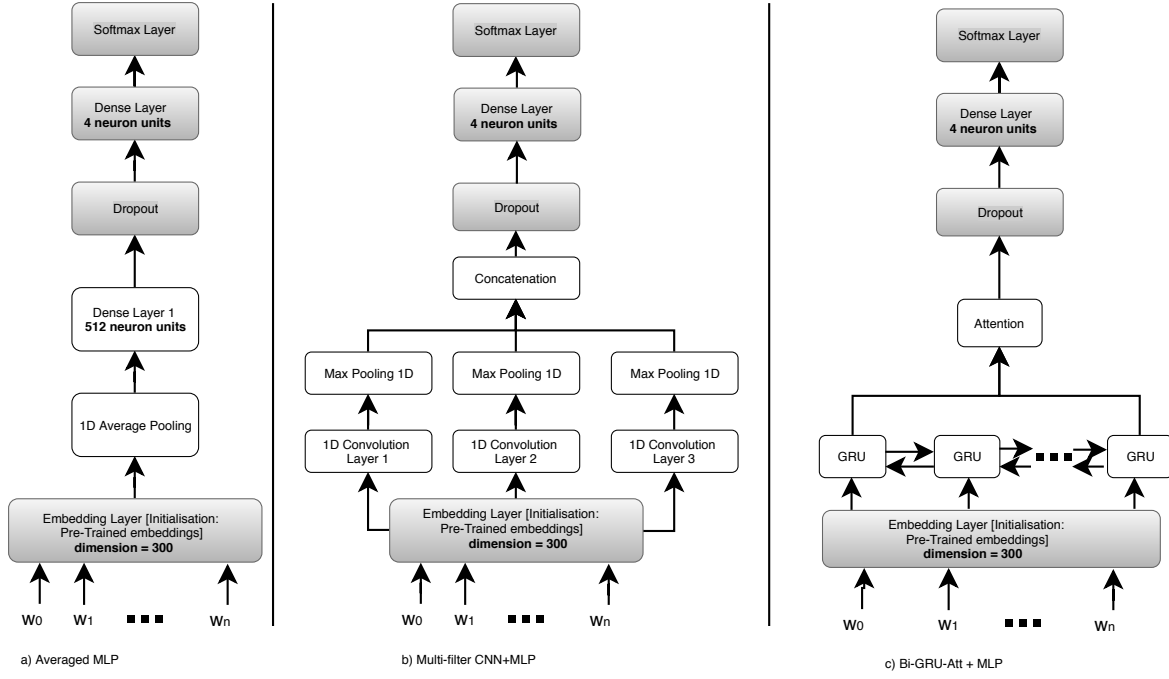 Softmax Layer
Dense Layer
4 neuron units
Dropout
Dense Layer 1
512 neuron units
1D Average Pooling
Embedding Layer [Initialisation:
Pre-Trained embeddings]
dimension = 300
W0 W1 Wn
a) Averaged MLP
Softmax Layer
Dense Layer
4 neuron units
Dropout
Concatenation
Max Pooling 1D
Max Pooling 1D
Max Pooling 1D
1D Convolution
Layer 1
1D Convolution
Layer 2
1D Convolution
Layer 3
Embedding Layer [Initialisation:
Pre-Trained embeddings]
dimension = 300
W0 W1 Wn
b) Multi-filter CNN+MLP
Softmax Layer
Dense Layer
4 neuron units
Dropout
Attention
GRU
GRU
GRU
Embedding Layer [Initialisation:
Pre-Trained embeddings]
dimension = 300
W0 W1 Wn
c) Bi-GRU-Att + MLP